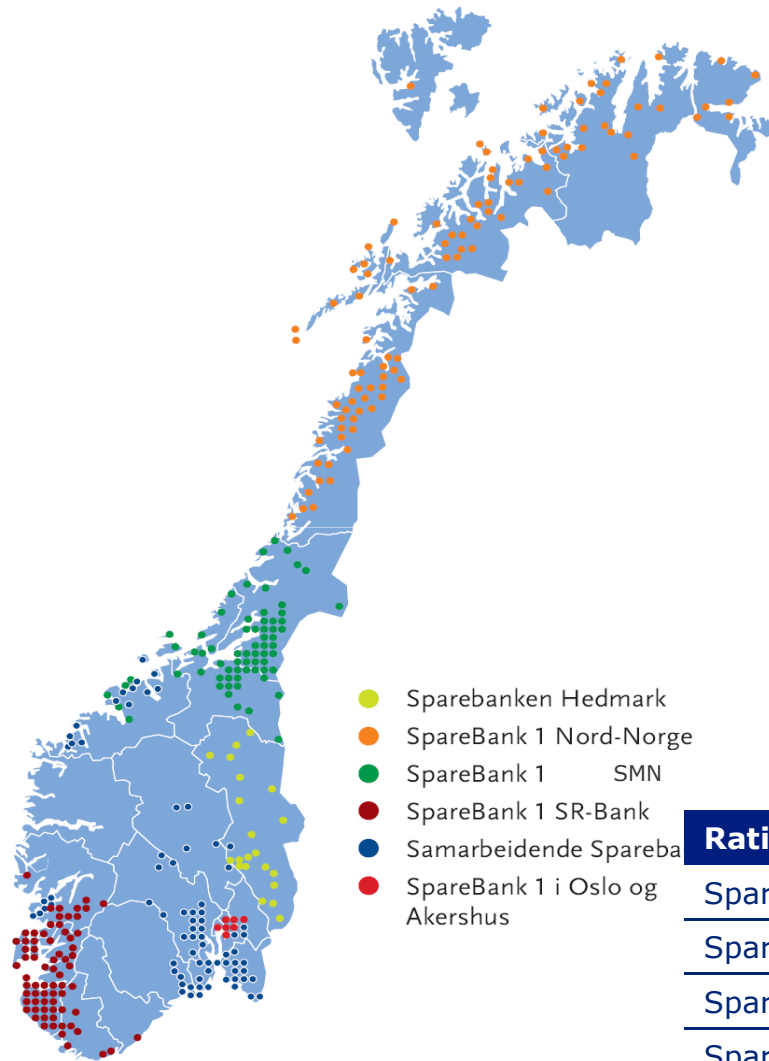 Sparebanken Hedmark
SpareBank 1 Nord-Norge
SpareBank 1 SMN
SpareBank 1 SR-Bank
Samarbeidende Spareba
SpareBank 1 i Oslo og
Akershus
Rati
Spar
Spar
Spar
Spar